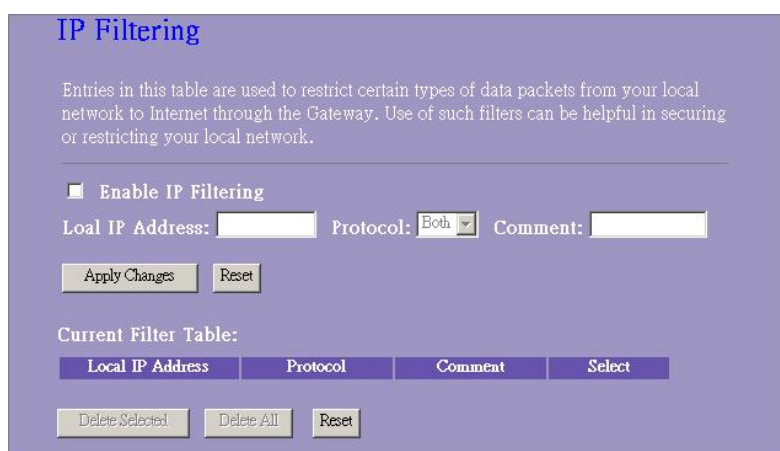 IP Filtering
Entries in this table are used to restrict certain types of data packets from your local
network to Internet through the Gateway. Use of such filters can be helpful in securing
or restricting your local network.
Enable IP Filtering
Loal IP Address: Protocol: Both Comment:
Apply Changes Reset
Current Filter Table:
Local IP Address Protocol Comment Select
Delete Selected Delete All Reset